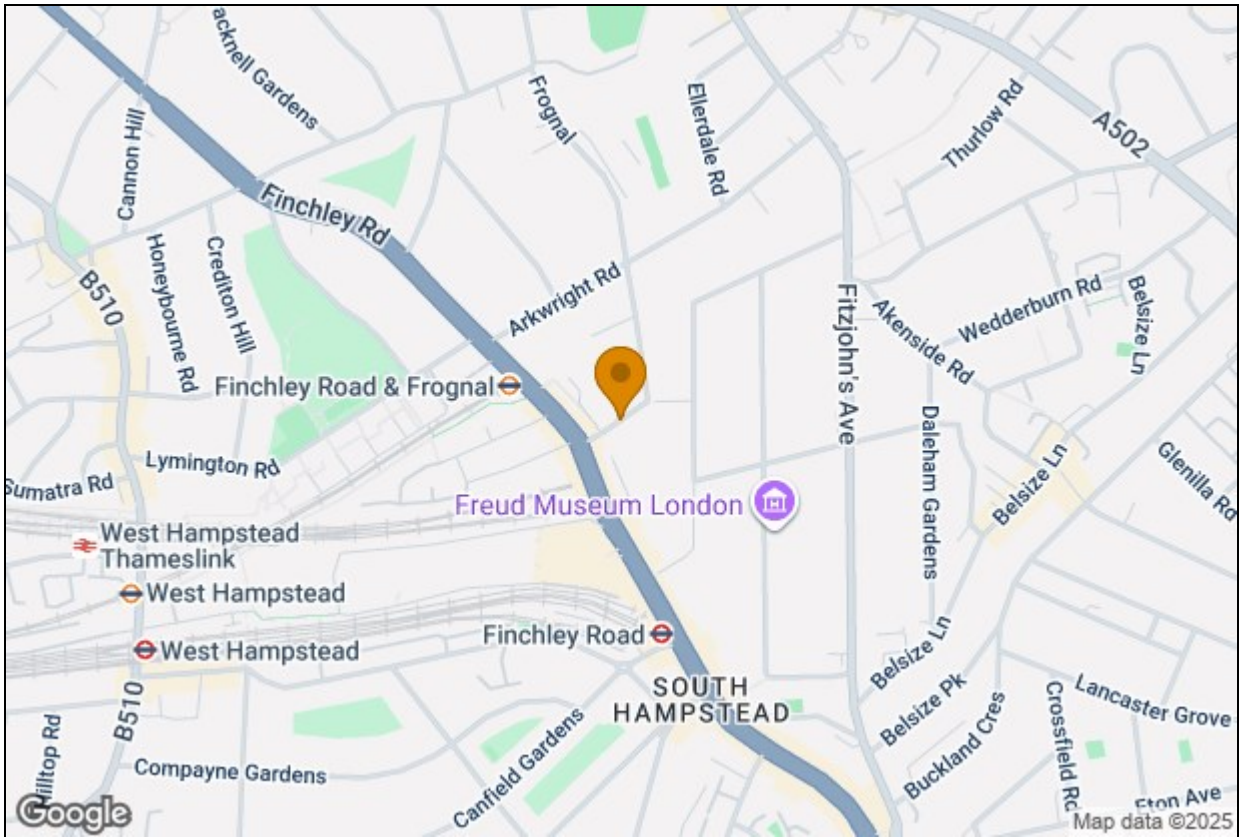 acknell Gardens
Frognal
Ellerdale Rd
Thurlow Rd
A502
Cannon Hill
Finchley Rd
Honeybourne Rd
Crediton Hill
B510
Arkwright Rd
Fitzjohn's Ave
Akenside Rd
Wedderburn Rd
Belsize Ln
Finchley Road & Frognal
Lymington Rd
Sumatra Rd
Daleham Gardens
Belsize Ln
Glenilla Rd
Freud Museum London
West Hampstead
Thameslink
West Hampstead
West Hampstead
Finchley Road
Belsize Ln
SOUTH
HAMPSTEAD
Belsize Pk
Lancaster Grove
B510
Hilltop Rd
Compayne Gardens
Canfield Gardens
Buckland Cres
Crossfield Rd
Eton Ave
Google
Map data ©2025